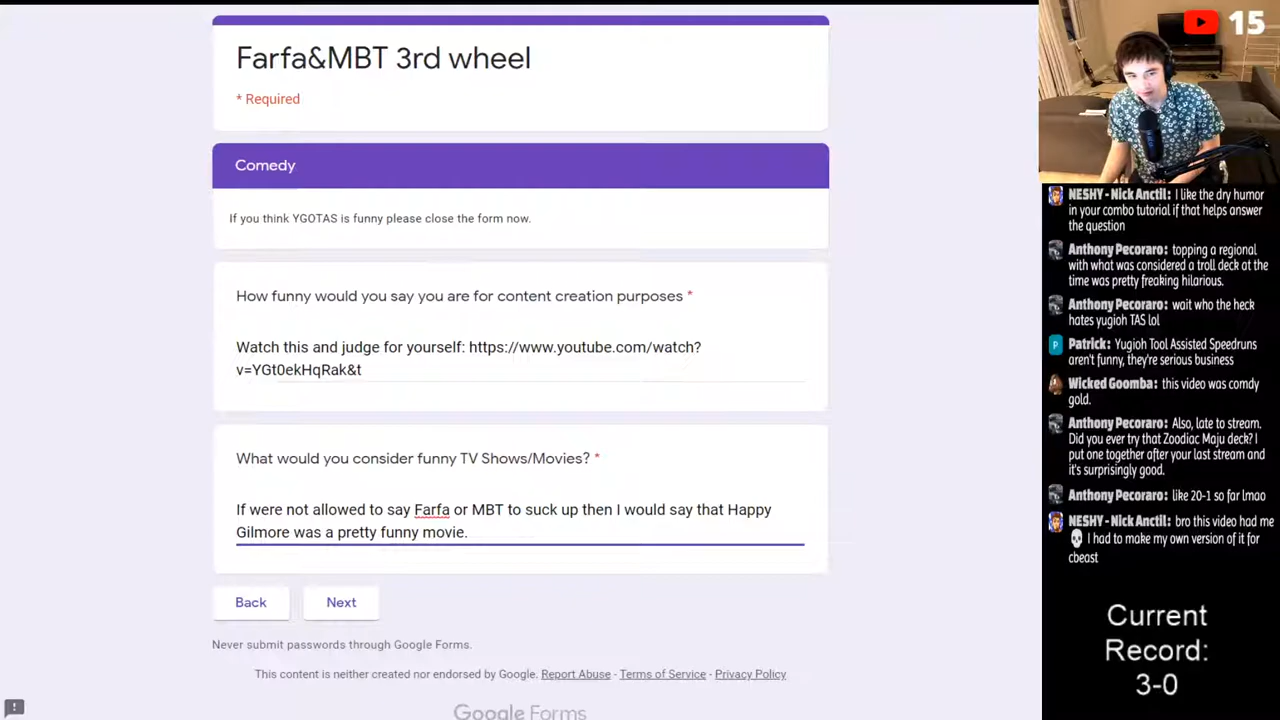 Farfa&MBT 3rd wheel
* Required
Comedy
If you think YGOTAS is funny please close the form now.
How funny would you say you are for content creation purposes *
Watch this and judge for yourself: https://www.youtube.com/watch?
v=YGt0ekHqRak&t
What would you consider funny TV Shows/Movies? *
If were not allowed to say Farfa or MBT to suck up then I would say that Happy
Gilmore was a pretty funny movie.
Back
Next
Never submit passwords through Google Forms.
This content is neither created nor endorsed by Google. Report Abuse - Terms of Service - Privacy Policy
Google Forms
15
NESHY - Nick Anctil: I like the dry humor
in your combo tutorial if that helps answer
the question
Anthony Pecoraro: topping a regional
with what was considered a troll deck at the
time was pretty freaking hilarious.
Anthony Pecoraro: wait who the heck
hates yugioh TAS lol
P
Patrick: Yugioh Tool Assisted Speedruns
aren't funny, they're serious business
Wicked Goomba: this video was comdy
gold.
Anthony Pecoraro: Also, late to stream.
Did you ever try that Zoodiac Maju deck? I
put one together after your last stream and
it's surprisingly good.
Anthony Pecoraro: like 20-1 so far lmao
NESHY - Nick Anctil: bro this video had me
💀 I had to make my own version of it for
cbeast
Current
Record:
3-0